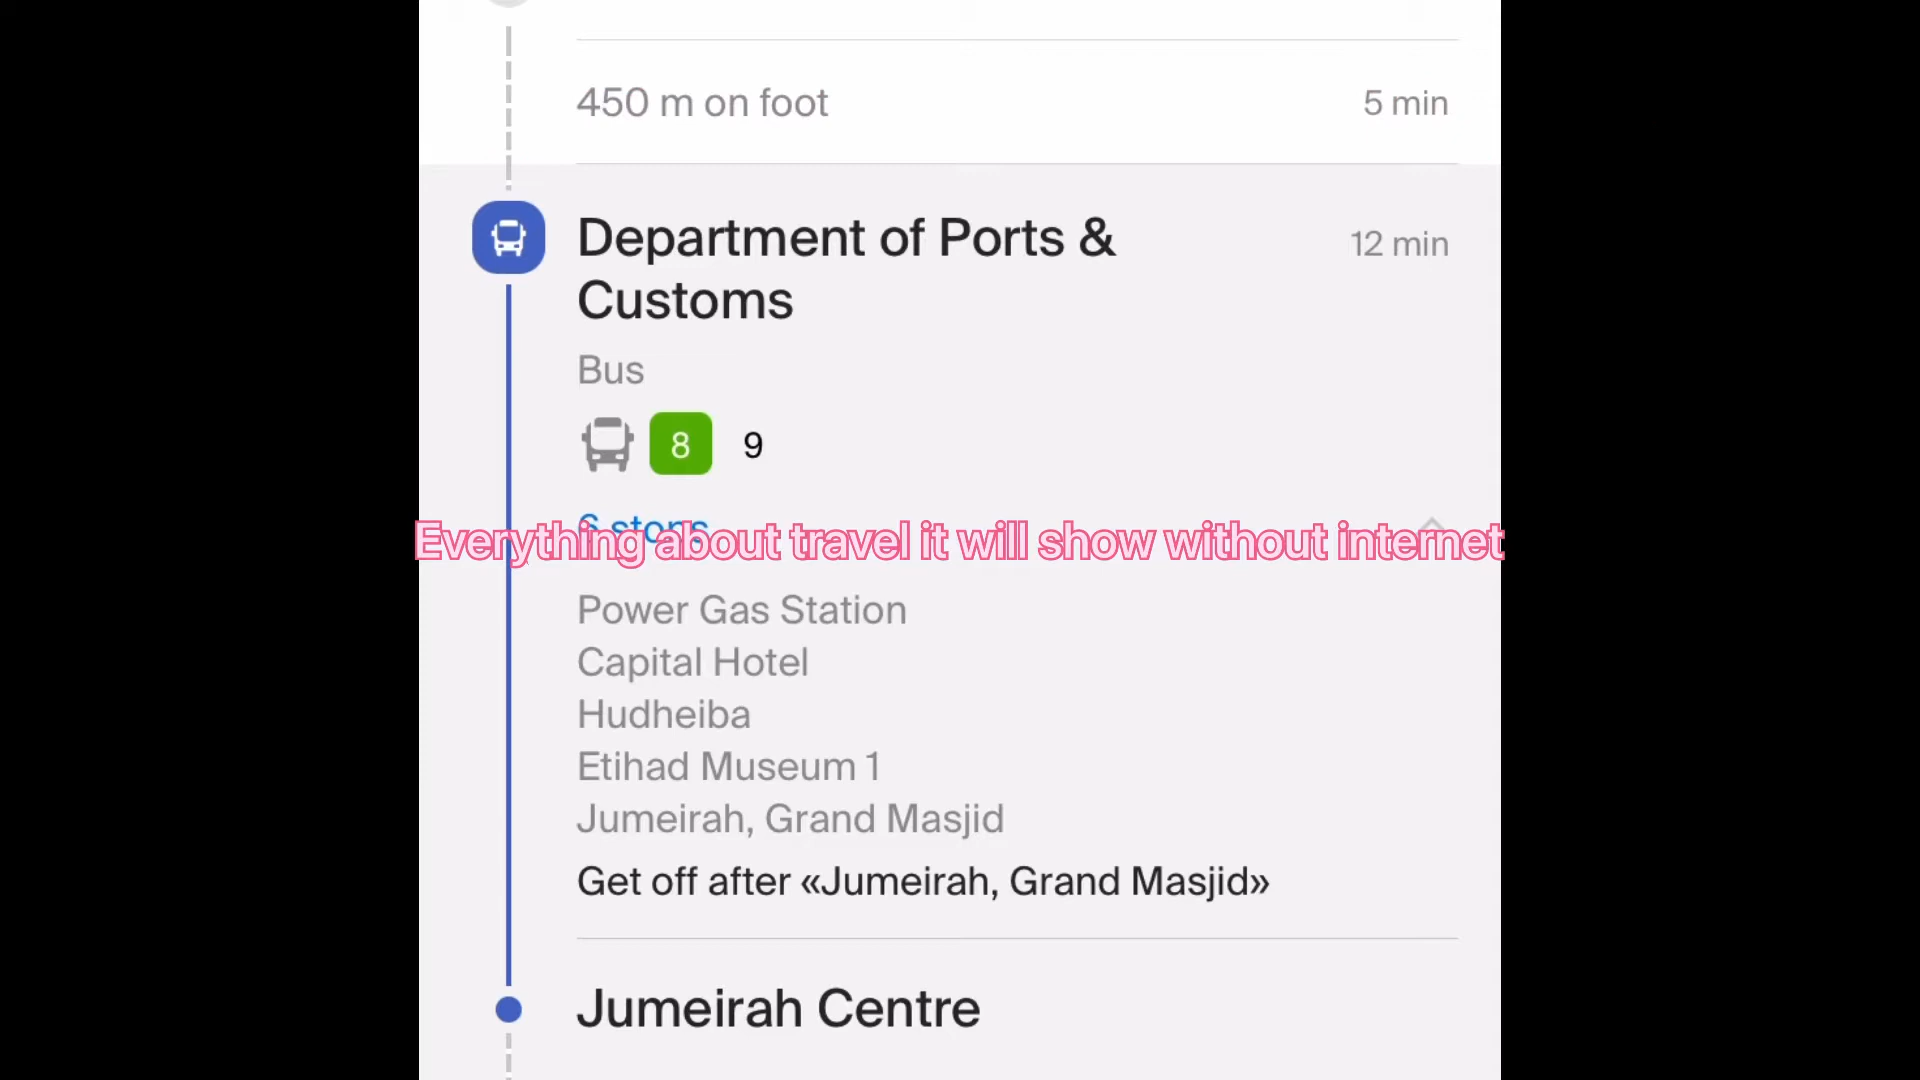 450 m on foot
5 min
Department of Ports &
Customs
12 min
Bus
8 9
6 stops
Everything about travel it will show without internet
Power Gas Station
Capital Hotel
Hudheiba
Etihad Museum 1
Jumeirah, Grand Masjid
Get off after «Jumeirah, Grand Masjid»
Jumeirah Centre